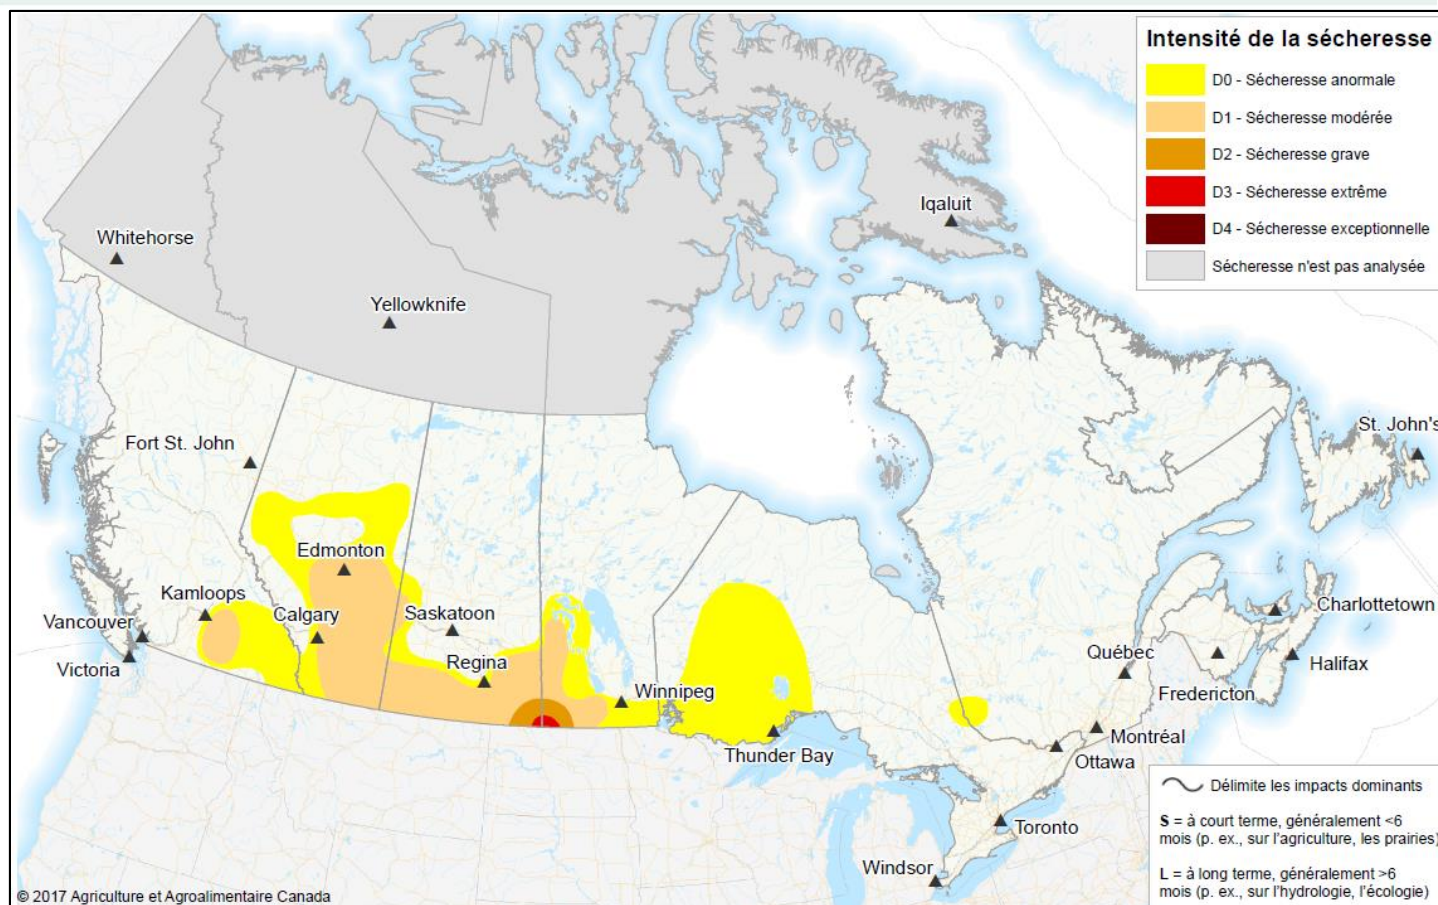 Intensité de la sécheresse
D0 - Sécheresse anormale
D1 - Sécheresse modérée
D2 - Sécheresse grave
D3 - Sécheresse extrême
D4 - Sécheresse exceptionnelle
Sécheresse n'est pas analysée
Iqaluit
Whitehorse
Yellowknife
St. John's
Fort St. John
Edmonton
Kamloops
Calgary
Saskatoon
Charlottetown
Vancouver
Québec
Halifax
Regina
Victoria
Winnipeg
Fredericton
Montréal
Thunder Bay
Ottawa
Délimite les impacts dominants
S = à court terme, généralement <6
mois (p. ex., sur l'agriculture, les prairies)
Toronto
Windsor
L = à long terme, généralement >6
mois (p. ex., sur l'hydrologie, l'écologie)
© 2017 Agriculture et Agroalimentaire Canada